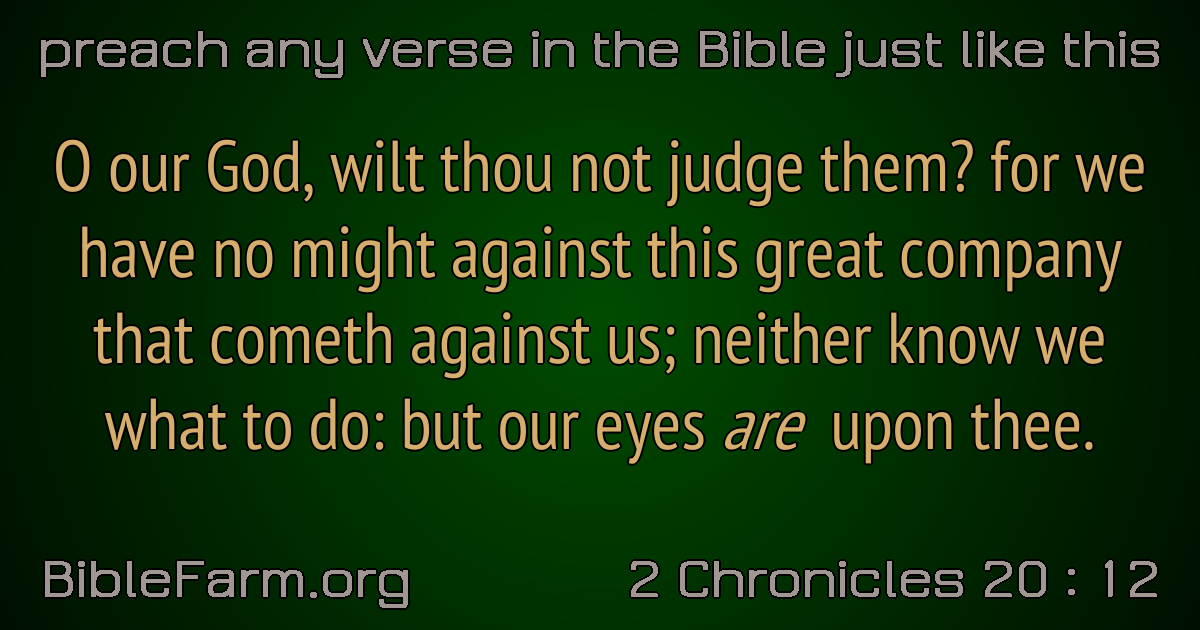 preach any verse in the Bible just like this
O our God, wilt thou not judge them? for we
have no might against this great company
that cometh against us; neither know we
what to do: but our eyes are upon thee.
BibleFarm.org
2 Chronicles 20 : 12